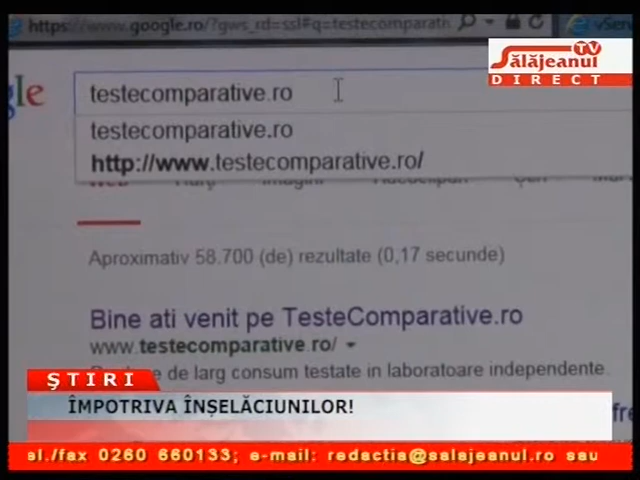 https://www.google.ro/?gws_rd=ssl#q=testecomparativ
Sălăjeanul TV
DIRECT
gle
testecomparative.ro
testecomparative.ro
http://www.testecomparative.ro/
Aproximativ 58.700 (de) rezultate (0,17 secunde)
Bine ati venit pe TesteComparative.ro
www.testecomparative.ro/
de larg consum testate in laboratoare independente.
ŞTIRI
ÎMPOTRIVA ÎNȘELĂCIUNILOR!
el./fax 0260 660133; e-mail: redactia@salajeanul.ro sau